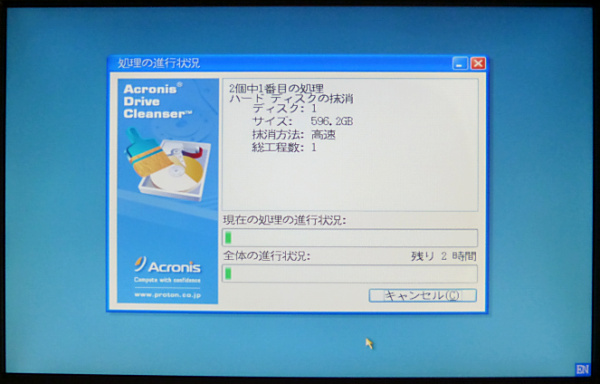 処理の進行状況
Acronis®
Drive
Cleanser™
2個中1番目の処理
ハード ディスクの抹消
ディスク: 1
サイズ: 596.2GB
抹消方法: 高速
総工程数: 1
現在の処理の進行状況:
全体の進行状況: 残り 2 時間
Acronis
Compute with confidence
www.proton.co.jp
キャンセル(C)
EN